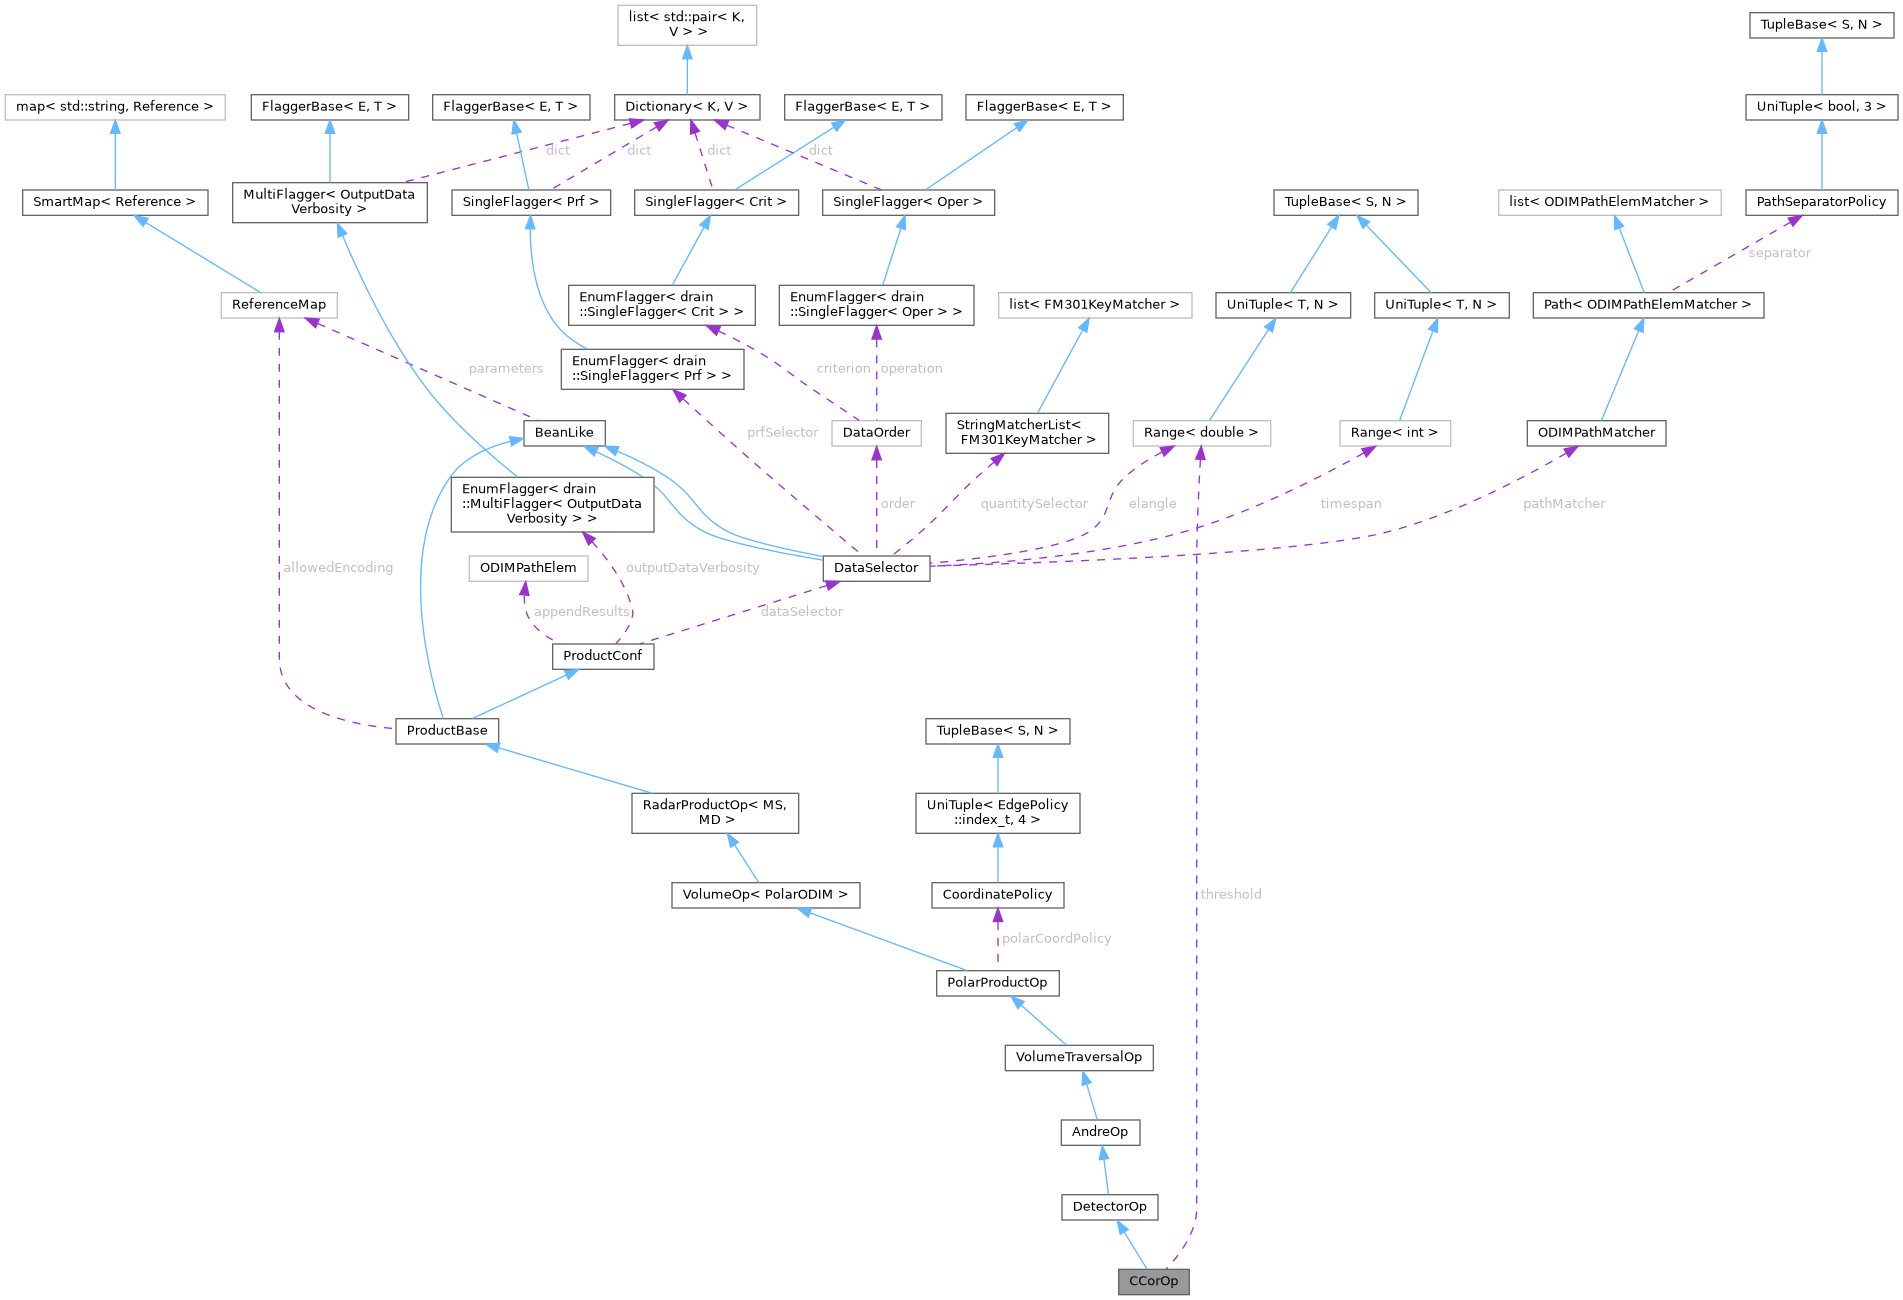 list< std::pair< K,
V > >
TupleBase< S, N >
map< std::string, Reference >
FlaggerBase< E, T >
FlaggerBase< E, T >
Dictionary< K, V >
FlaggerBase< E, T >
FlaggerBase< E, T >
UniTuple< bool, 3 >
dict
dict
dict
dict
SmartMap< Reference >
MultiFlagger< OutputData
Verbosity >
SingleFlagger< Prf >
SingleFlagger< Crit >
SingleFlagger< Oper >
TupleBase< S, N >
list< ODIMPathElemMatcher >
PathSeparatorPolicy
separator
ReferenceMap
EnumFlagger< drain
::SingleFlagger< Crit > >
EnumFlagger< drain
::SingleFlagger< Oper > >
list< FM301KeyMatcher >
UniTuple< T, N >
UniTuple< T, N >
Path< ODIMPathElemMatcher >
parameters
EnumFlagger< drain
::SingleFlagger< Prf > >
criterion
operation
BeanLike
prfSelector
DataOrder
StringMatcherList<
FM301KeyMatcher >
Range< double >
Range< int >
ODIMPathMatcher
EnumFlagger< drain
::MultiFlagger< OutputData
Verbosity > >
order
quantitySelector
elangle
timespan
pathMatcher
allowedEncoding
ODIMPathElem
outputDataVerbosity
DataSelector
appendResults
dataSelector
ProductConf
ProductBase
TupleBase< S, N >
RadarProductOp< MS,
MD >
UniTuple< EdgePolicy
::index_t, 4 >
VolumeOp< PolarODIM >
CoordinatePolicy
threshold
polarCoordPolicy
PolarProductOp
VolumeTraversalOp
AndreOp
DetectorOp
CCorOp